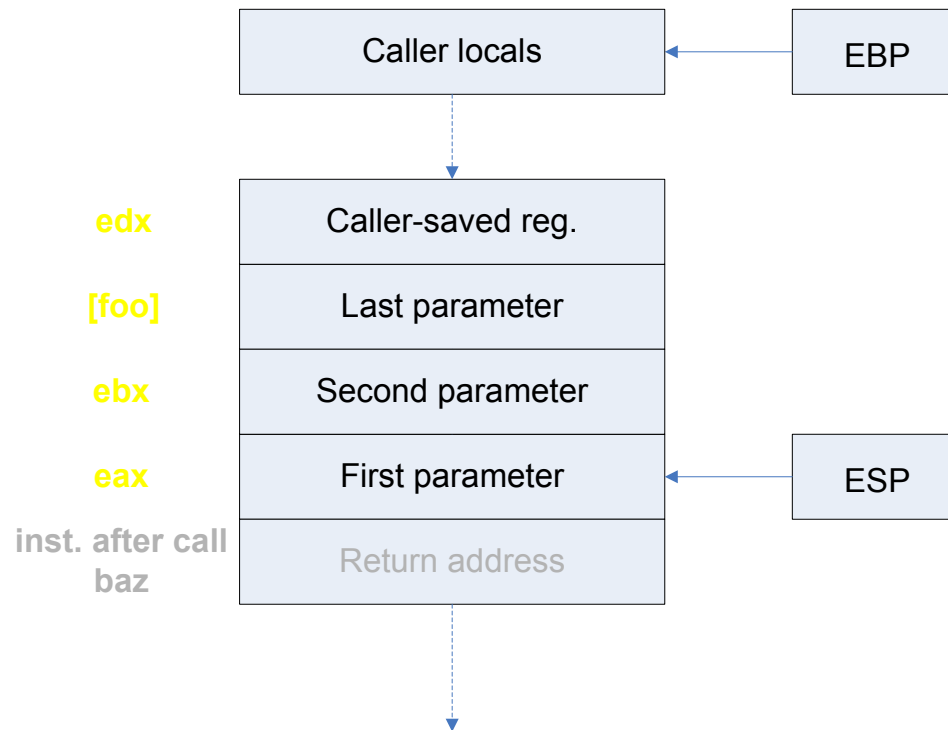 Caller locals
EBP
edx
Caller-saved reg.
[foo]
Last parameter
ebx
Second parameter
eax
First parameter
ESP
inst. after call
baz
Return address